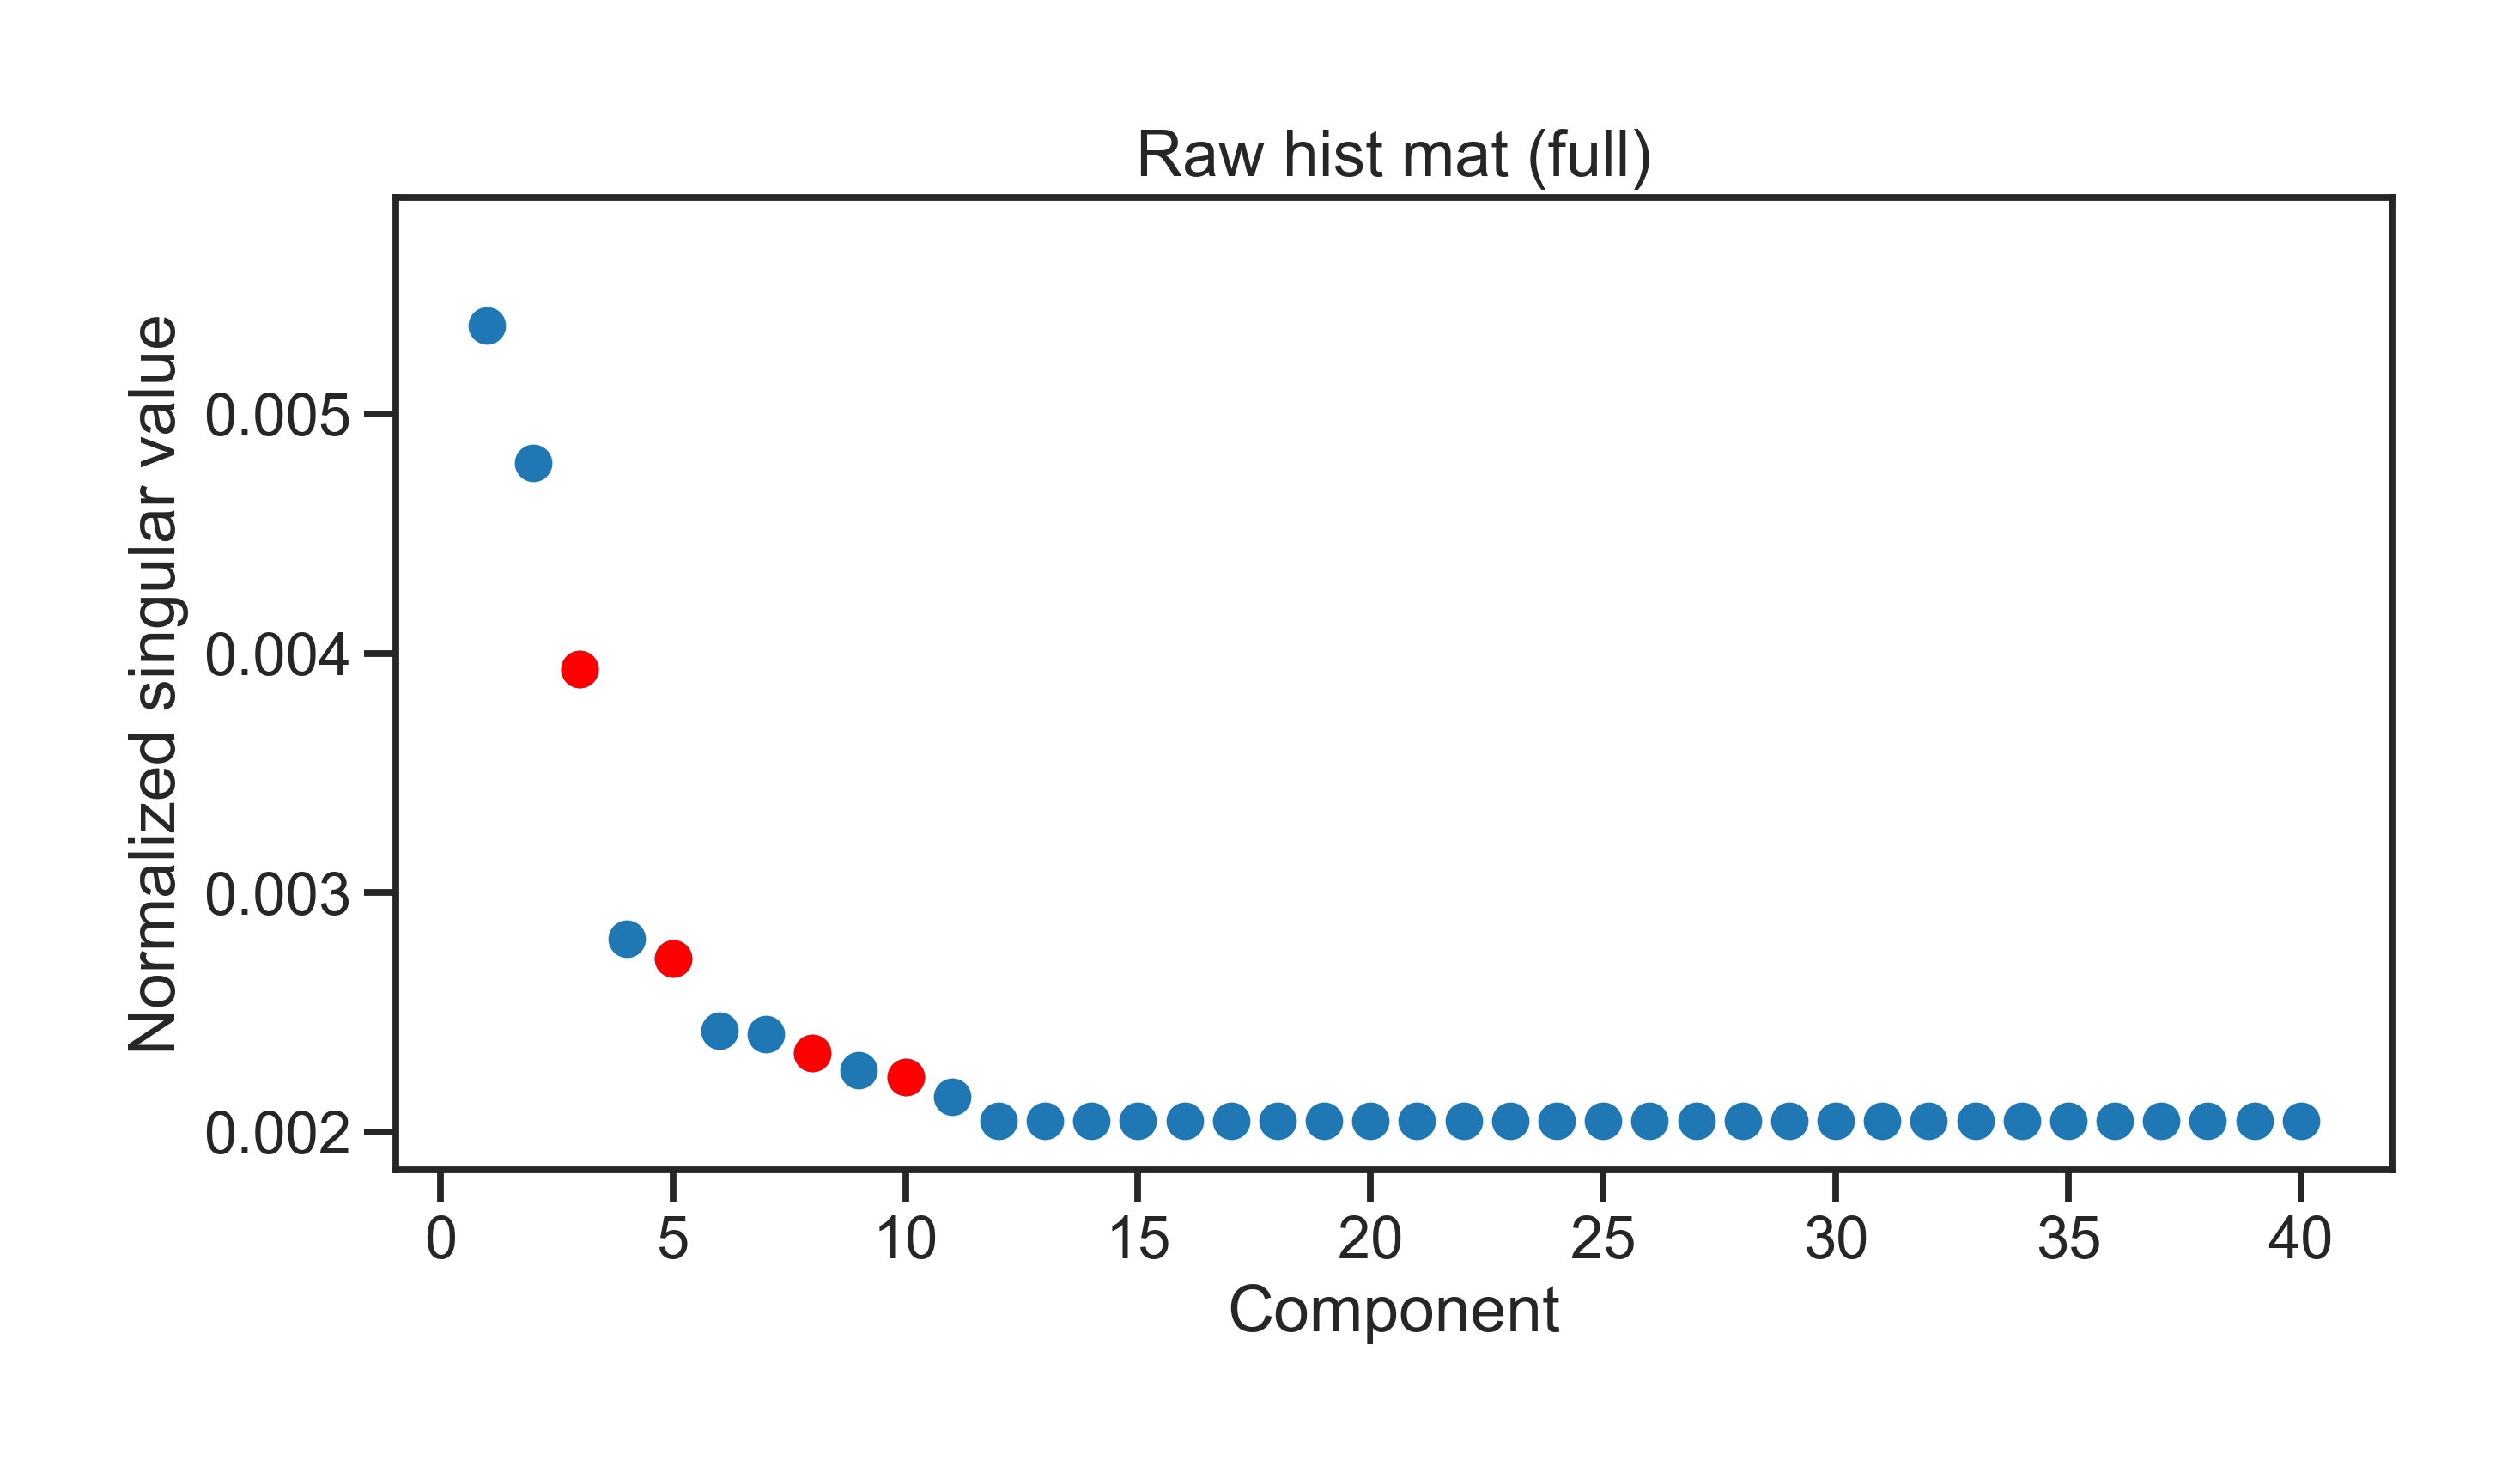 Raw hist mat (full)
Normalized singular value
0.005
0.004
0.003
0.002
0 5 10 15 20 25 30 35 40
Component